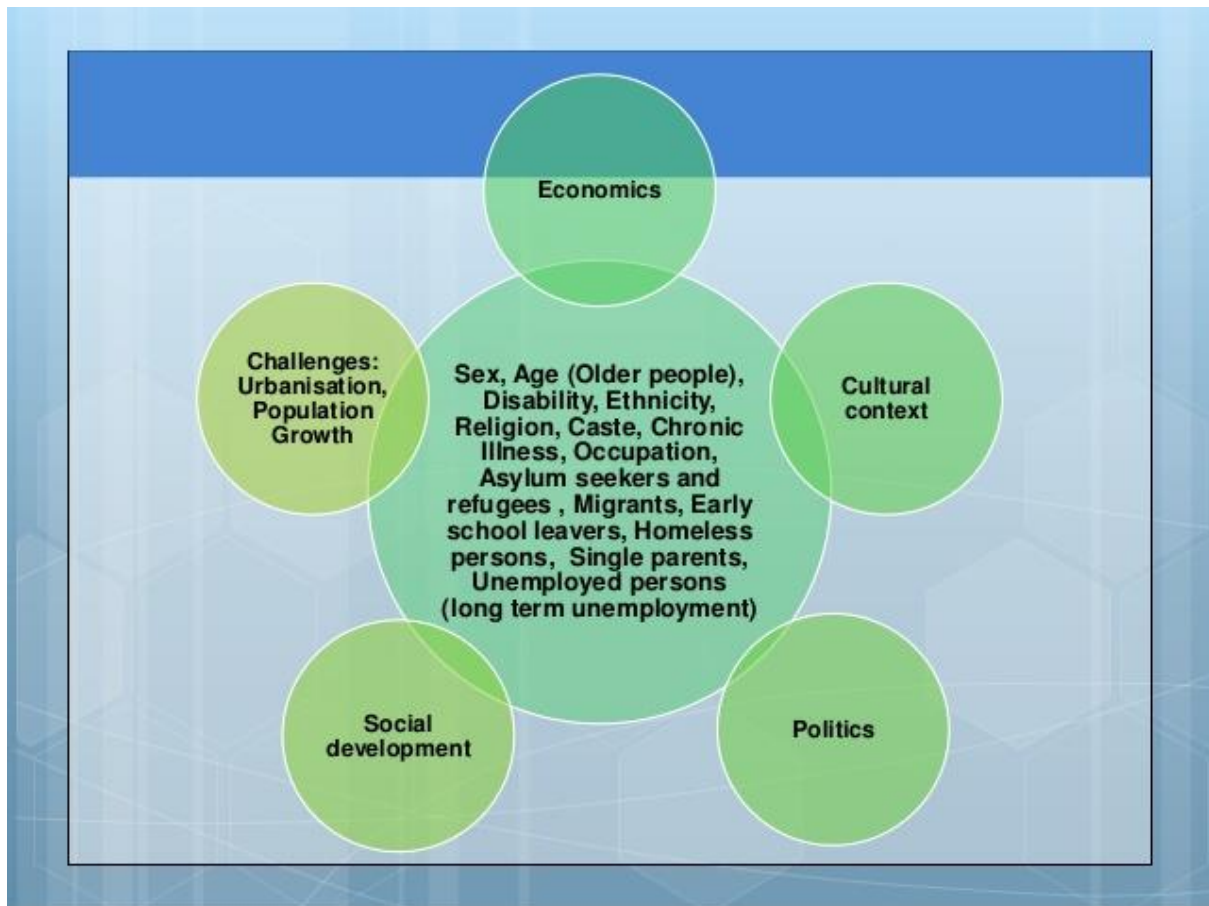 Economics
Challenges:
Urbanisation,
Population
Growth
Sex, Age (Older people),
Disability, Ethnicity,
Religion, Caste, Chronic
Illness, Occupation,
Asylum seekers and
refugees , Migrants, Early
school leavers, Homeless
persons, Single parents,
Unemployed persons
(long term unemployment)
Cultural
context
Social
development
Politics